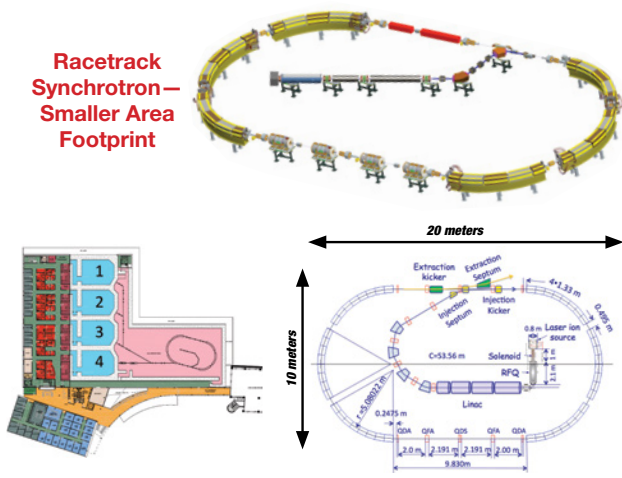 Racetrack
Synchrotron—
Smaller Area
Footprint
20 meters
10 meters
1
2
3
4
Extraction
kicker
Extraction
Septum
Injection
Septum
Injection
Kicker
4*1.33 m
0.495 m
0.8 m
Laser ion
source
C=53.56 m
Solenoid
1 m
RFQ
2.1 m
Linac
r=5.08022 m
0.2475 m
QDA
QFA
QDS
QFA
QDA
2.0 m
2.191 m
2.191 m
2.00 m
9.830m